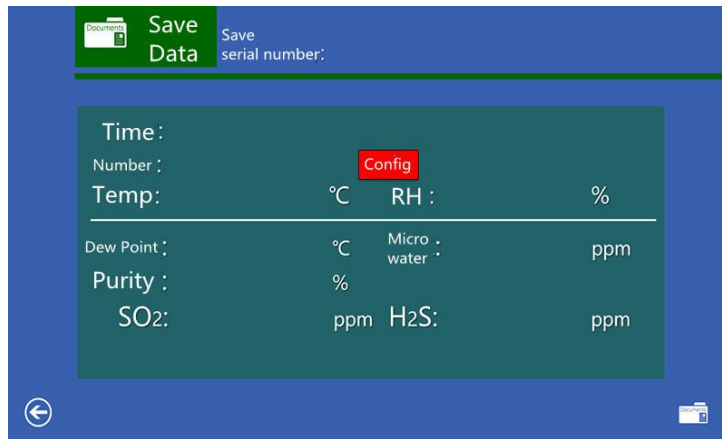 Documents
Save
Data
Save
serial number:
Time:
Number:
Config
Temp: ℃ RH: %
Dew Point: ℃ Micro water: ppm
Purity: %
SO2: ppm H2S: ppm
Documents